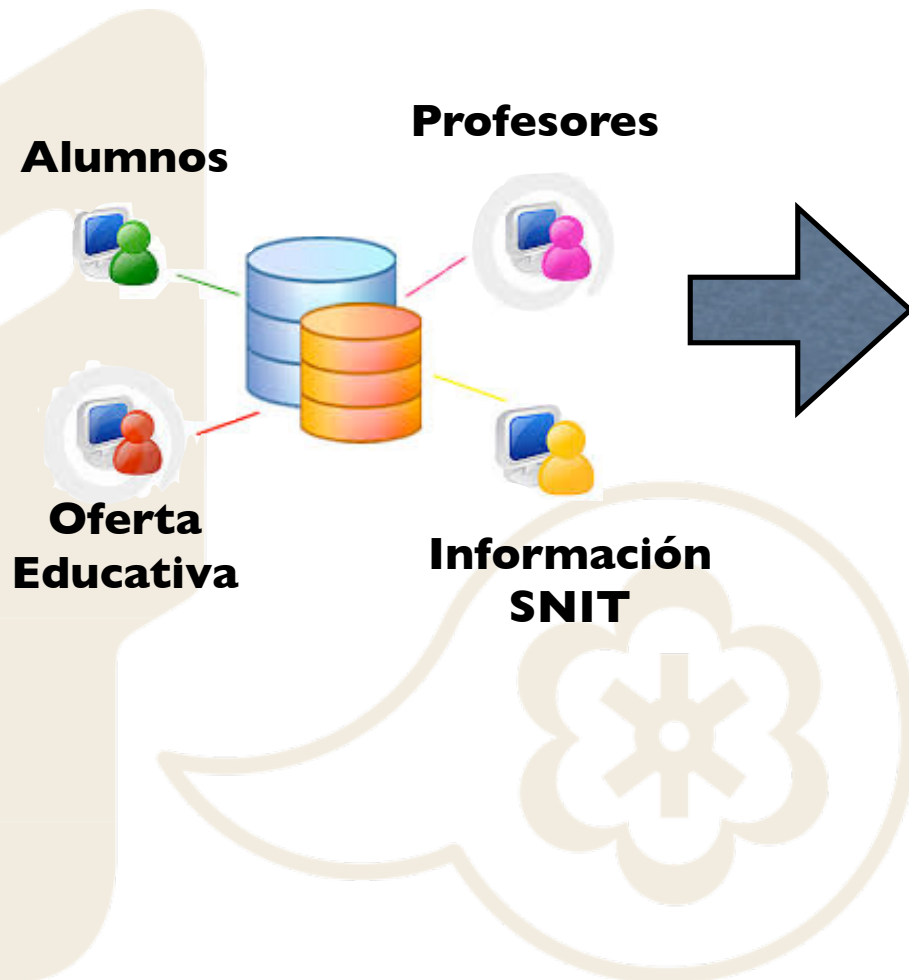 Profesores
Alumnos
Oferta
Educativa
Información
SNIT